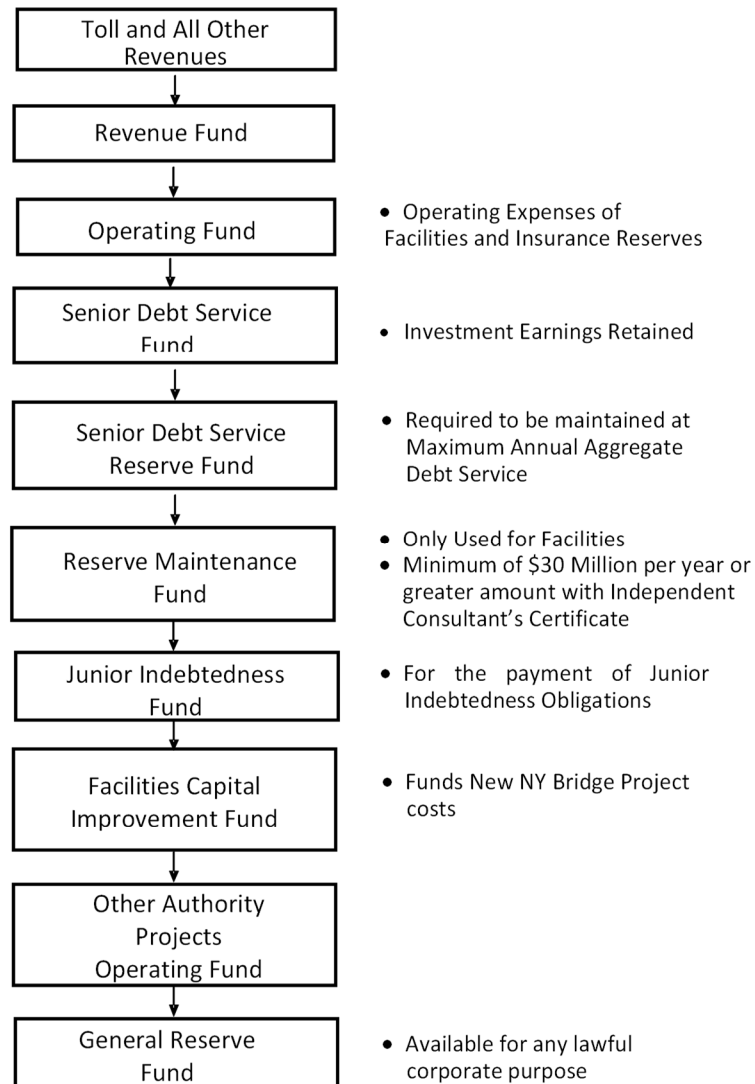 Toll and All Other
Revenues
Revenue Fund
Operating Fund
• Operating Expenses of
Facilities and Insurance Reserves
Senior Debt Service
Fund
• Investment Earnings Retained
Senior Debt Service
Reserve Fund
• Required to be maintained at
Maximum Annual Aggregate
Debt Service
Reserve Maintenance
Fund
• Only Used for Facilities
• Minimum of $30 Million per year or
greater amount with Independent
Consultant’s Certificate
Junior Indebtedness
Fund
• For the payment of Junior
Indebtedness Obligations
Facilities Capital
Improvement Fund
• Funds New NY Bridge Project
costs
Other Authority
Projects
Operating Fund
General Reserve
Fund
• Available for any lawful
corporate purpose